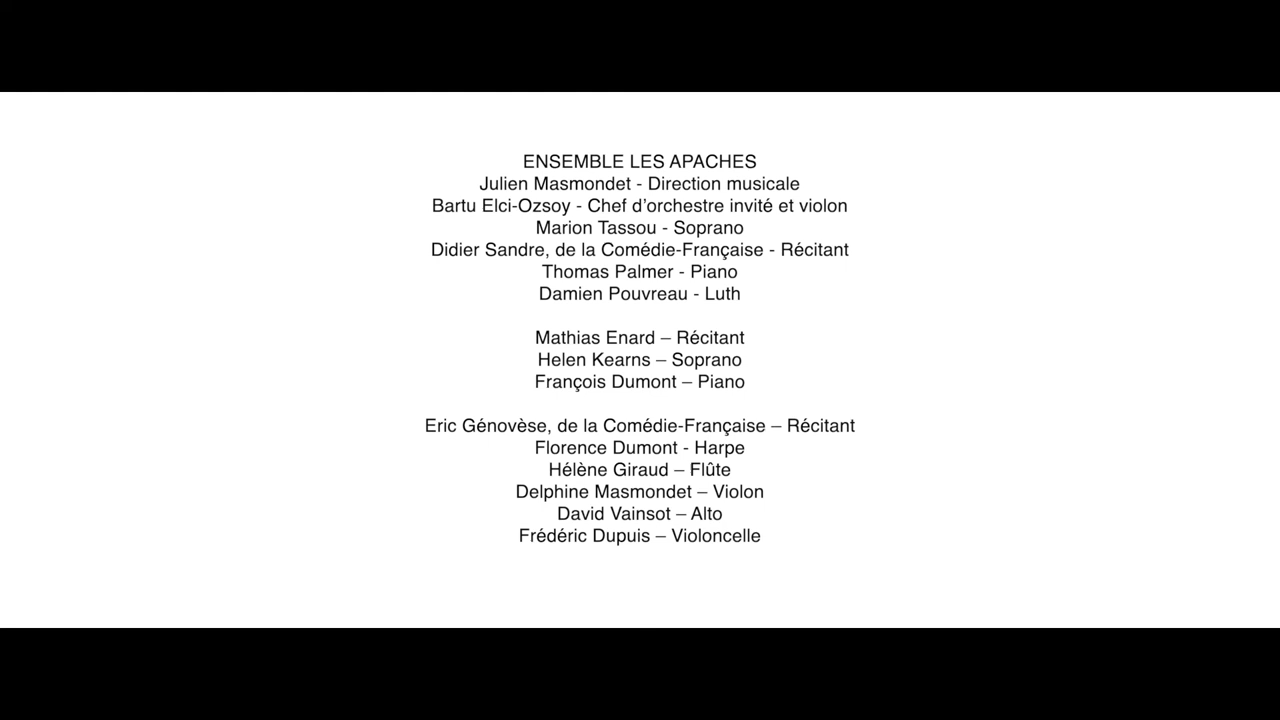 ENSEMBLE LES APACHES
Julien Masmondet - Direction musicale
Bartu Elci-Ozsoy - Chef d’orchestre invité et violon
Marion Tassou - Soprano
Didier Sandre, de la Comédie-Française - Récitant
Thomas Palmer - Piano
Damien Pouvreau - Luth
Mathias Enard – Récitant
Helen Kearns – Soprano
François Dumont – Piano
Eric Génovèse, de la Comédie-Française – Récitant
Florence Dumont - Harpe
Hélène Giraud – Flûte
Delphine Masmondet – Violon
David Vainsot – Alto
Frédéric Dupuis – Violoncelle